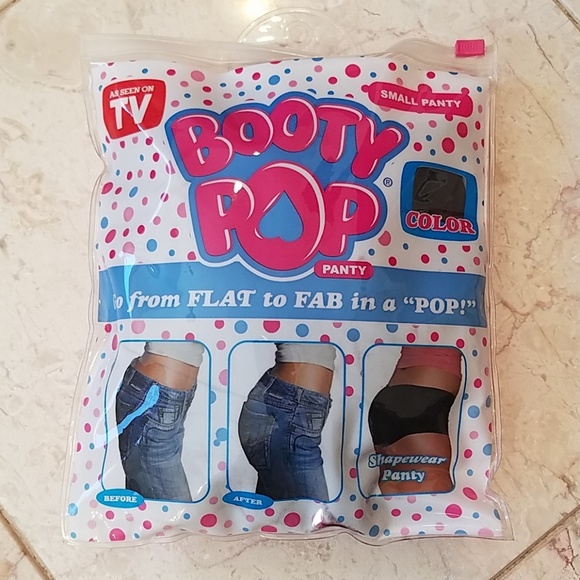 AS SEEN ON
TV
SMALL PANTY
BOOTY
POP®
PANTY
COLOR
o from FLAT to FAB in a “POP!”
BEFORE
AFTER
Shapewear
Panty